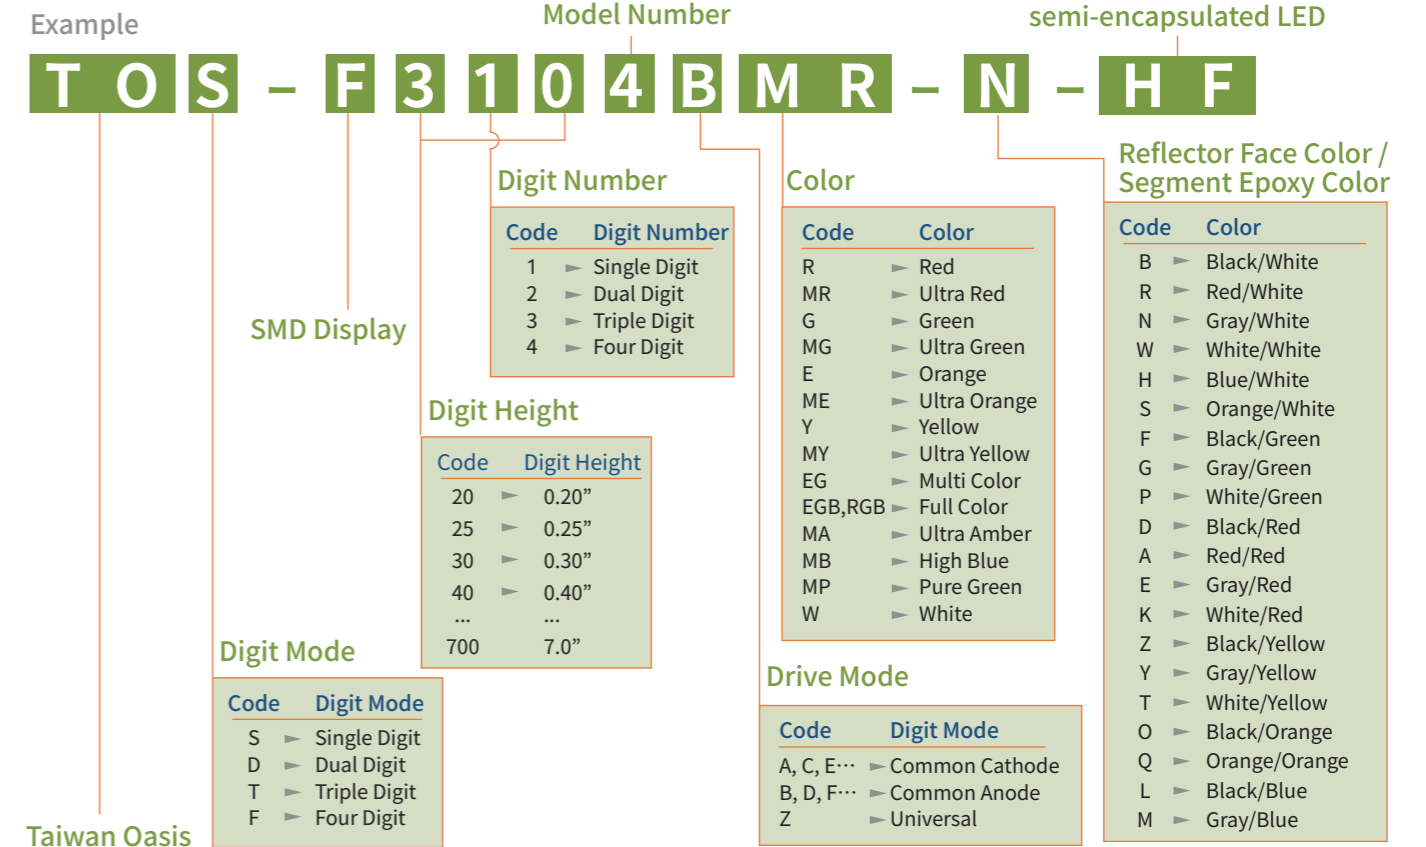 Example
Model Number
semi-encapsulated LED
T O S – F 3 1 0 4 B M R – N – H F
Reflector Face Color /
Segment Epoxy Color
Code Color
B ► Black/White
R ► Red/White
N ► Gray/White
W ► White/White
H ► Blue/White
S ► Orange/White
F ► Black/Green
G ► Gray/Green
P ► White/Green
D ► Black/Red
A ► Red/Red
E ► Gray/Red
K ► White/Red
Z ► Black/Yellow
Y ► Gray/Yellow
T ► White/Yellow
O ► Black/Orange
Q ► Orange/Orange
L ► Black/Blue
M ► Gray/Blue
Color
Code Color
R ► Red
MR ► Ultra Red
G ► Green
MG ► Ultra Green
E ► Orange
ME ► Ultra Orange
Y ► Yellow
MY ► Ultra Yellow
EG ► Multi Color
EGB,RGB ► Full Color
MA ► Ultra Amber
MB ► High Blue
MP ► Pure Green
W ► White
Digit Number
Code Digit Number
1 ► Single Digit
2 ► Dual Digit
3 ► Triple Digit
4 ► Four Digit
SMD Display
Digit Height
Code Digit Height
20 ► 0.20”
25 ► 0.25”
30 ► 0.30”
40 ► 0.40”
... ...
700 7.0”
Drive Mode
Code Digit Mode
A, C, E··· ► Common Cathode
B, D, F··· ► Common Anode
Z ► Universal
Digit Mode
Code Digit Mode
S ► Single Digit
D ► Dual Digit
T ► Triple Digit
F ► Four Digit
Taiwan Oasis